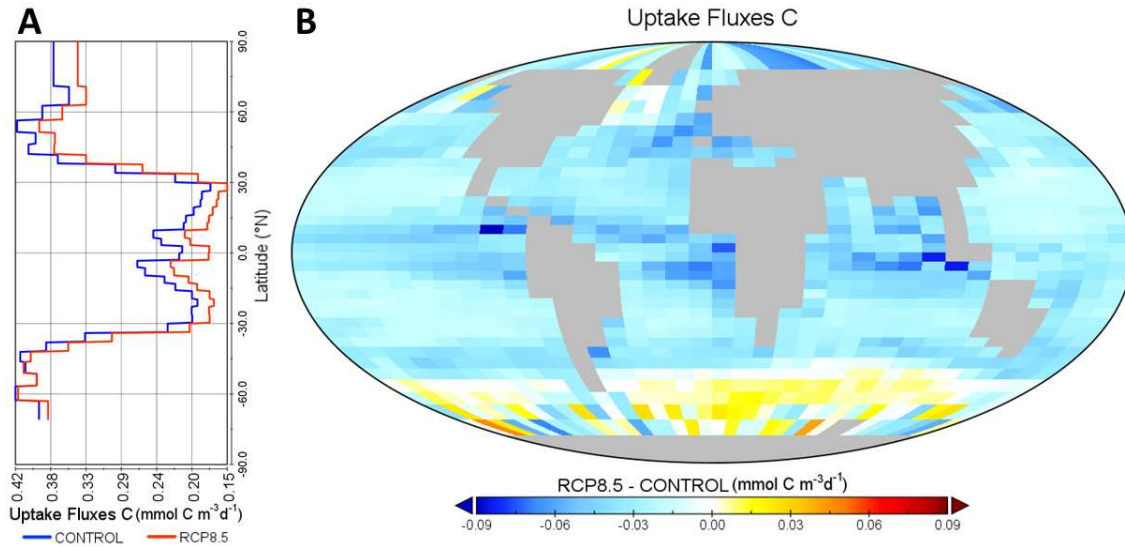 A
90.0
60.0
30.0
0.0
-30.0
-60.0
-90.0
Latitude (°N)
0.42 0.38 0.33 0.29 0.24 0.20 0.15
Uptake Fluxes C (mmol C m⁻³d⁻¹)
CONTROL RCP8.5
B
Uptake Fluxes C
RCP8.5 - CONTROL (mmol C m⁻³d⁻¹)
-0.09 -0.06 -0.03 0.00 0.03 0.06 0.09